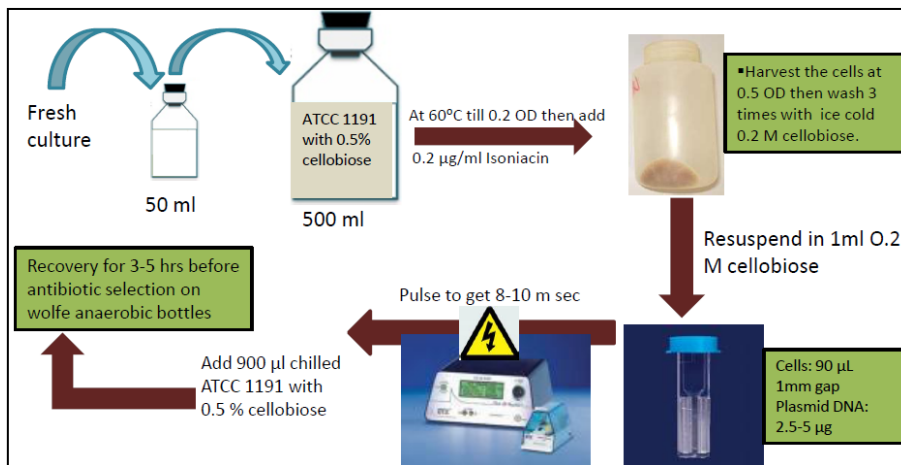 Fresh
culture
50 ml
ATCC 1191
with 0.5%
cellobiose
500 ml
At 60ºC till 0.2 OD then add
0.2 µg/ml Isoniacin
▪Harvest the cells at
0.5 OD then wash 3
times with ice cold
0.2 M cellobiose.
Resuspend in 1ml O.2
M cellobiose
Cells: 90 µL
1mm gap
Plasmid DNA:
2.5-5 µg
Pulse to get 8-10 m sec
Add 900 µl chilled
ATCC 1191 with
0.5 % cellobiose
Recovery for 3-5 hrs before
antibiotic selection on
wolfe anaerobic bottles